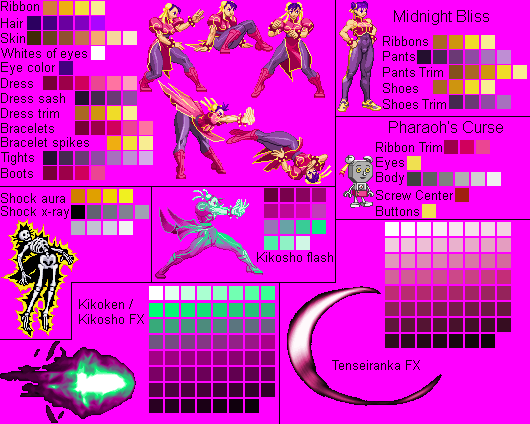 Ribbon
Hair
Skin
Whites of eyes
Eye color
Dress
Dress sash
Dress trim
Bracelets
Bracelet spikes
Tights
Boots
Midnight Bliss
Ribbons
Pants
Pants Trim
Shoes
Shoes Trim
Pharaoh's Curse
Ribbon Trim
Eyes
Body
Screw Center
Buttons
Shock aura
Shock x-ray
Kikosho flash
Kikoken /
Kikosho FX
Tenseiranka FX